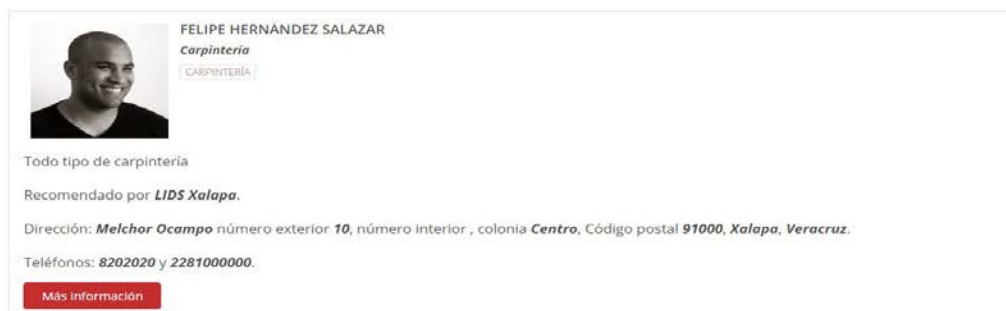 FELIPE HERNANDEZ SALAZAR
Carpintería
CARPINTERÍA
Todo tipo de carpintería
Recomendado por LIDS Xalapa.
Dirección: Melchor Ocampo número exterior 10, número interior , colonia Centro, Código postal 91000, Xalapa, Veracruz.
Teléfonos: 8202020 y 2281000000.
Más información